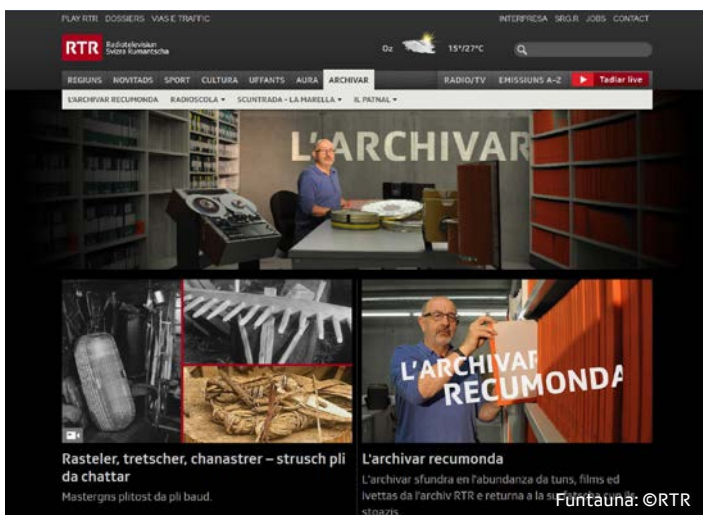 PLAY RTR DOSSIERS VIAS E TRAFFIC INTERPRESA SRG.R JOBS CONTACT
RTR Radiotelevisiun
Svizra Rumantscha
Oz 15°/27°C
REGIUNS NOVITADS SPORT CULTURA UFFANTS AURA ARCHIVAR RADIO/TV EMISSIUNS A-Z Tadlar live
L'ARCHIVAR RECUMONDA RADIOSCOLA SCUNTRADA - LA MARELLA IL PATNAL
L'ARCHIVAR
L'ARCHIVAR
RECUMONDA
Rasteler, tretscher, chanastrer – strusch pli
da chattar
Mastergns plitost da pli baud.
L'archivar recumonda
L'archivar sfundra en l'abundanza da tuns, films ed
ivettas da l'archiv RTR e returna a la
stgazis.
Funtauna: ©RTR